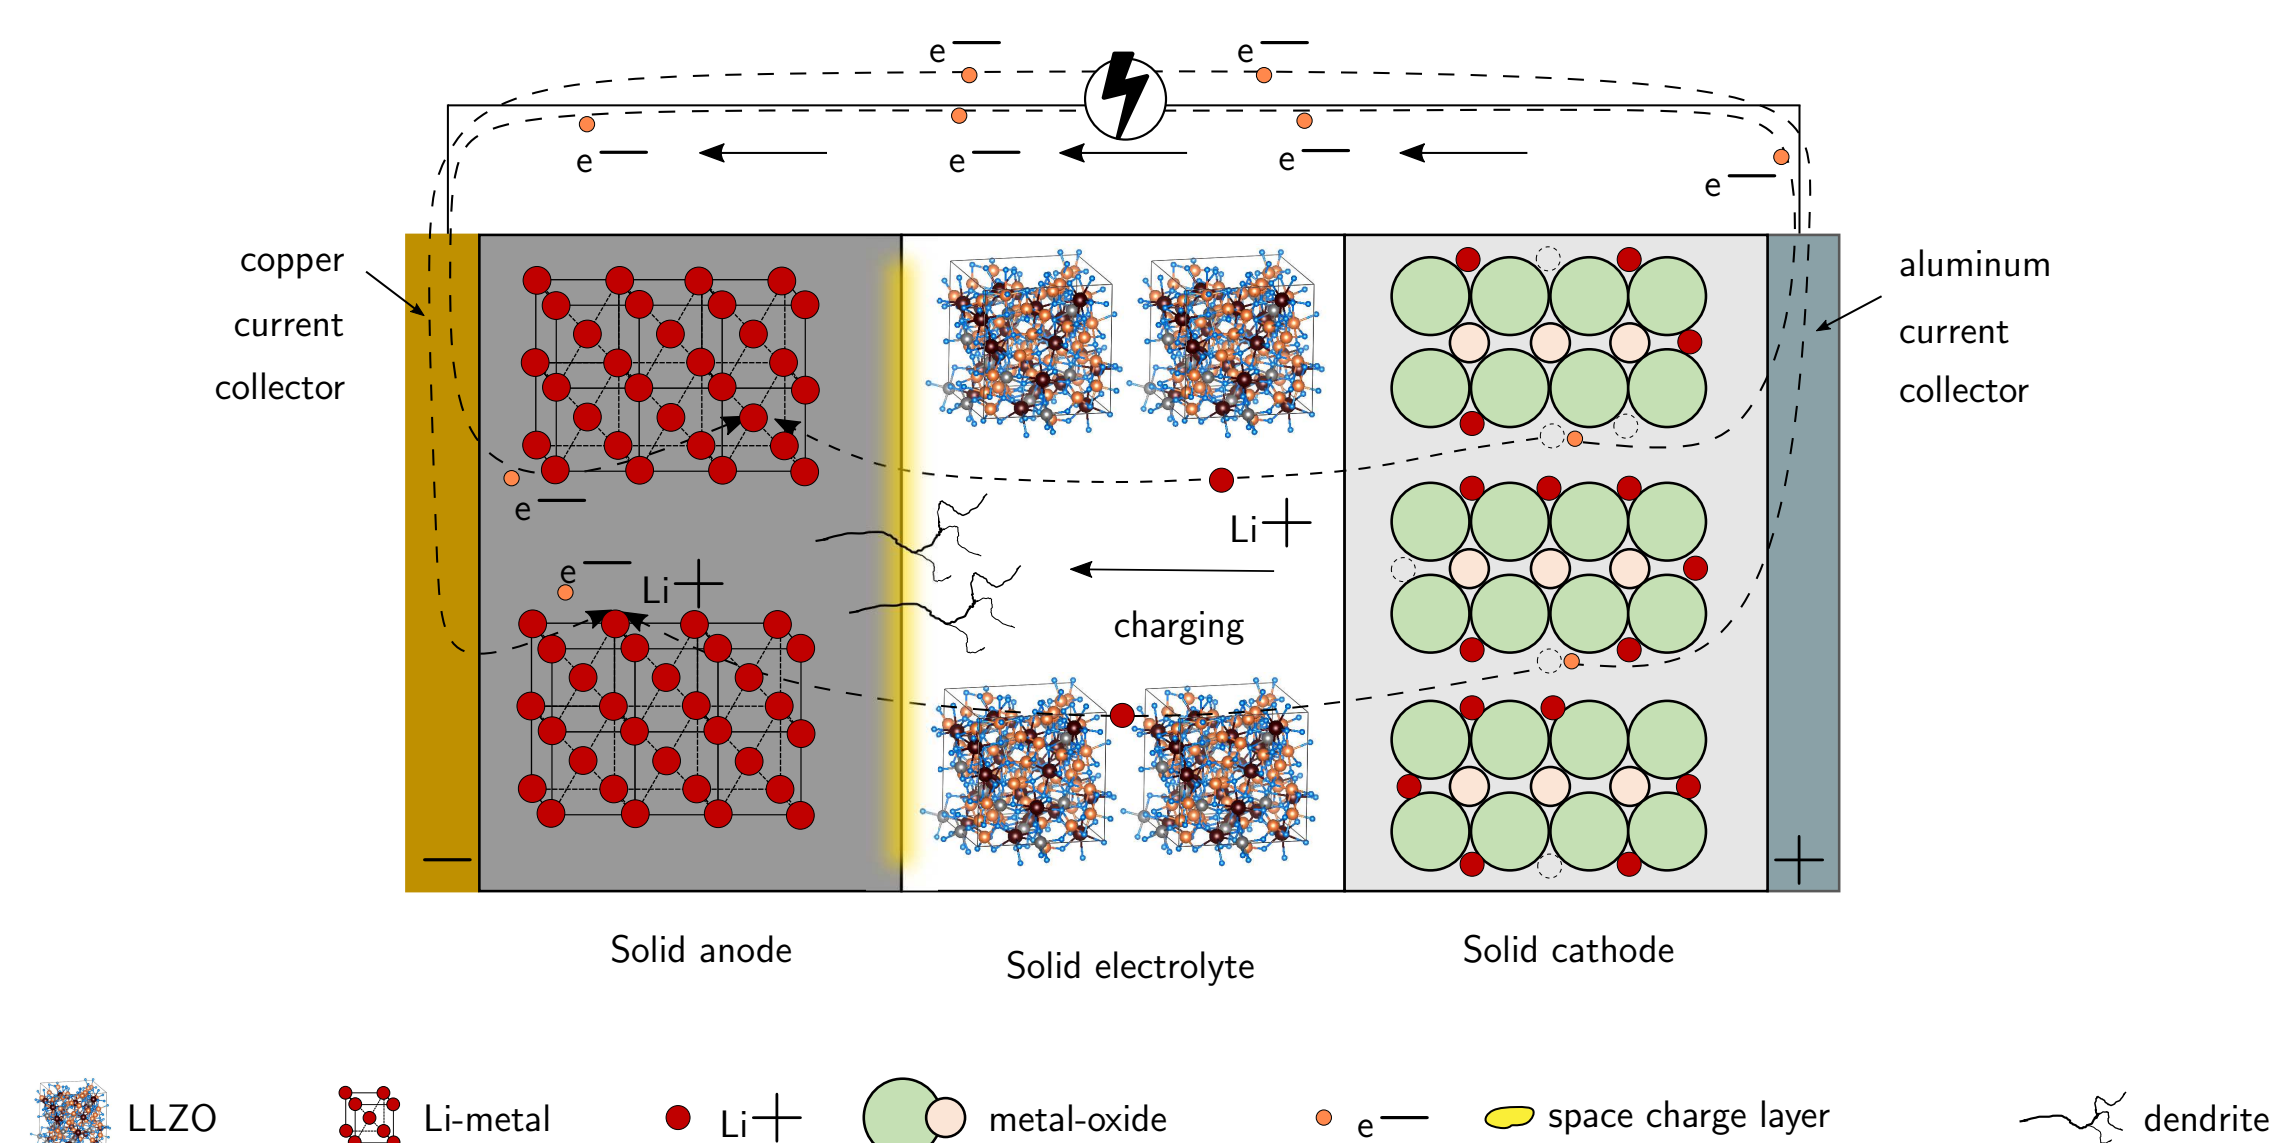 e— e—
e— e— e— e—
copper
current
collector
aluminum
current
collector
e—
Li+
e— Li+
charging
— +
Solid anode
Solid electrolyte
Solid cathode
LLZO Li-metal Li+ metal-oxide e— space charge layer dendrite